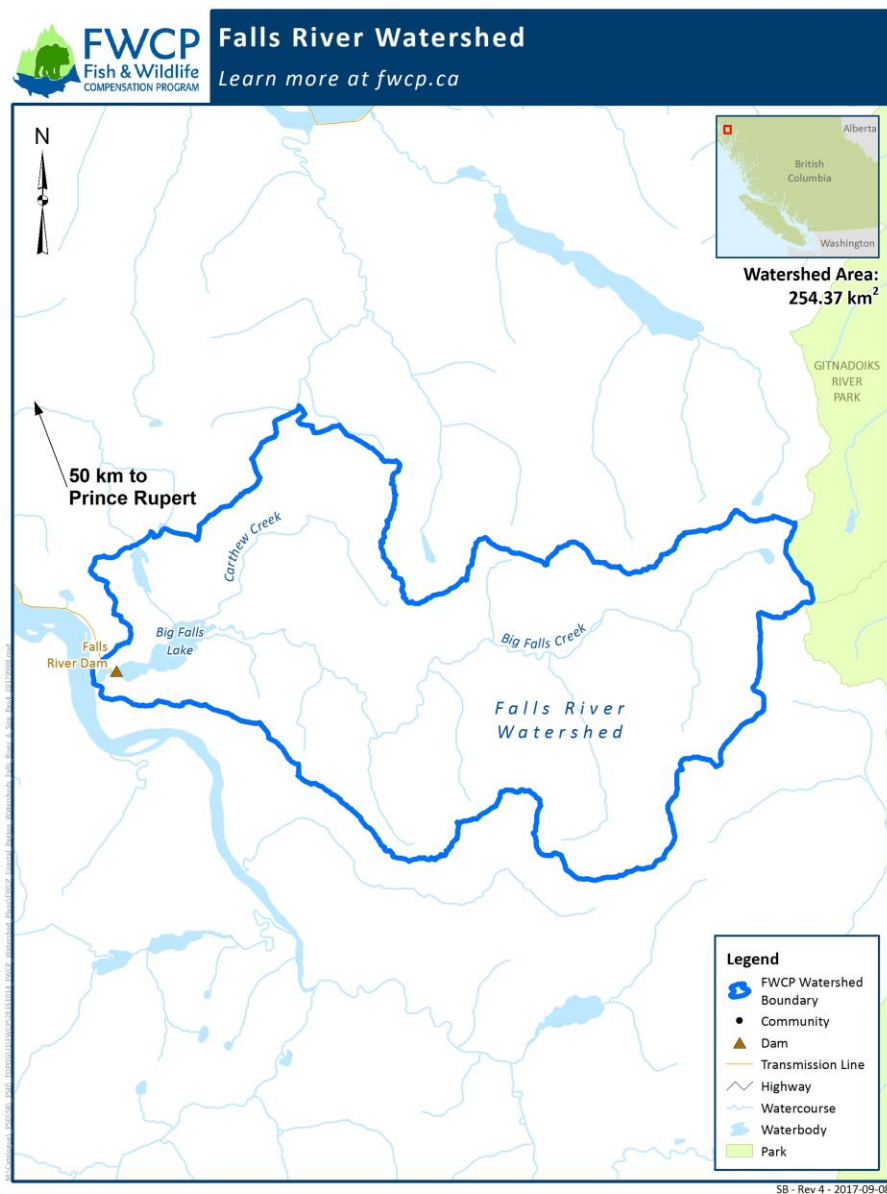 FWCP
Fish & Wildlife
COMPENSATION PROGRAM
Falls River Watershed
Learn more at fwcp.ca
N
Alberta
British
Columbia
Washington
Watershed Area:
254.37 km²
GITNADOIKS
RIVER
PARK
50 km to
Prince Rupert
Carthew Creek
Big Falls
Lake
Falls
River Dam
Big Falls Creek
Falls River
Watershed
Legend
FWCP Watershed
Boundary
Community
Dam
Transmission Line
Highway
Watercourse
Waterbody
Park
SB - Rev 4 - 2017-09-08